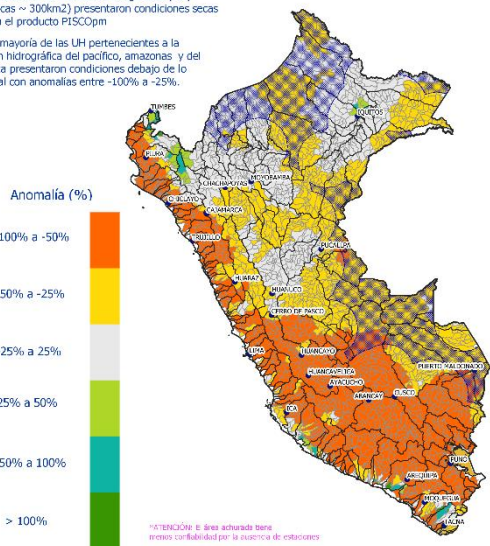 cas ~ 300km2) presentaron condiciones secas
el producto PISCOpm
mayoría de las UH pertenecientes a la
hidrográfica del pacífico, amazonas y del
a presentaron condiciones debajo de lo
al con anomalías entre -100% a -25%.
Anomalía (%)
100% a -50%
50% a -25%
25% a 25%
25% a 50%
50% a 100%
> 100%
TUMBES
IQUITOS
PIURA
MOYOBAMBA
CHACHAPOYAS
CHICLAYO
CAJAMARCA
TRUJILLO
PUCALLPA
HUARAZ
HUANUCO
CERRO DE PASCO
LIMA
HUANCAYO
PUERTO MALDONADO
HUANCAVELICA
AYACUCHO
CUSCO
ABANCAY
ICA
PUNO
AREQUIPA
MOQUEGUA
TACNA
*ATENCIÓN: El área achurada tiene
menos confiabilidad por la ausencia de estaciones